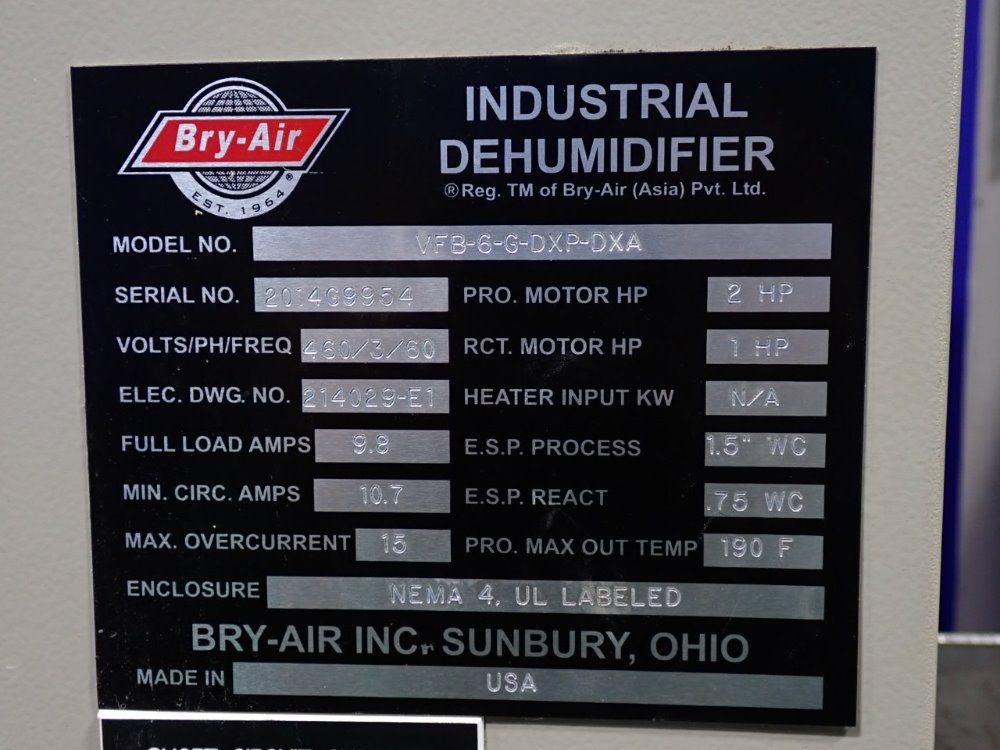 Bry-Air
EST. 1964®
INDUSTRIAL
DEHUMIDIFIER
® Reg. TM of Bry-Air (Asia) Pvt. Ltd.
MODEL NO. VFB-6-G-DXP-DXA
SERIAL NO. 2014G9954 PRO. MOTOR HP 2 HP
VOLTS/PH/FREQ 460/3/60 RCT. MOTOR HP 1 HP
ELEC. DWG. NO. 214029-E1 HEATER INPUT KW N/A
FULL LOAD AMPS 9.8 E.S.P. PROCESS 1.5" WC
MIN. CIRC. AMPS 10.7 E.S.P. REACT .75 WC
MAX. OVERCURRENT 15 PRO. MAX OUT TEMP 190 F
ENCLOSURE NEMA 4, UL LABELED
BRY-AIR INC. SUNBURY, OHIO
MADE IN USA